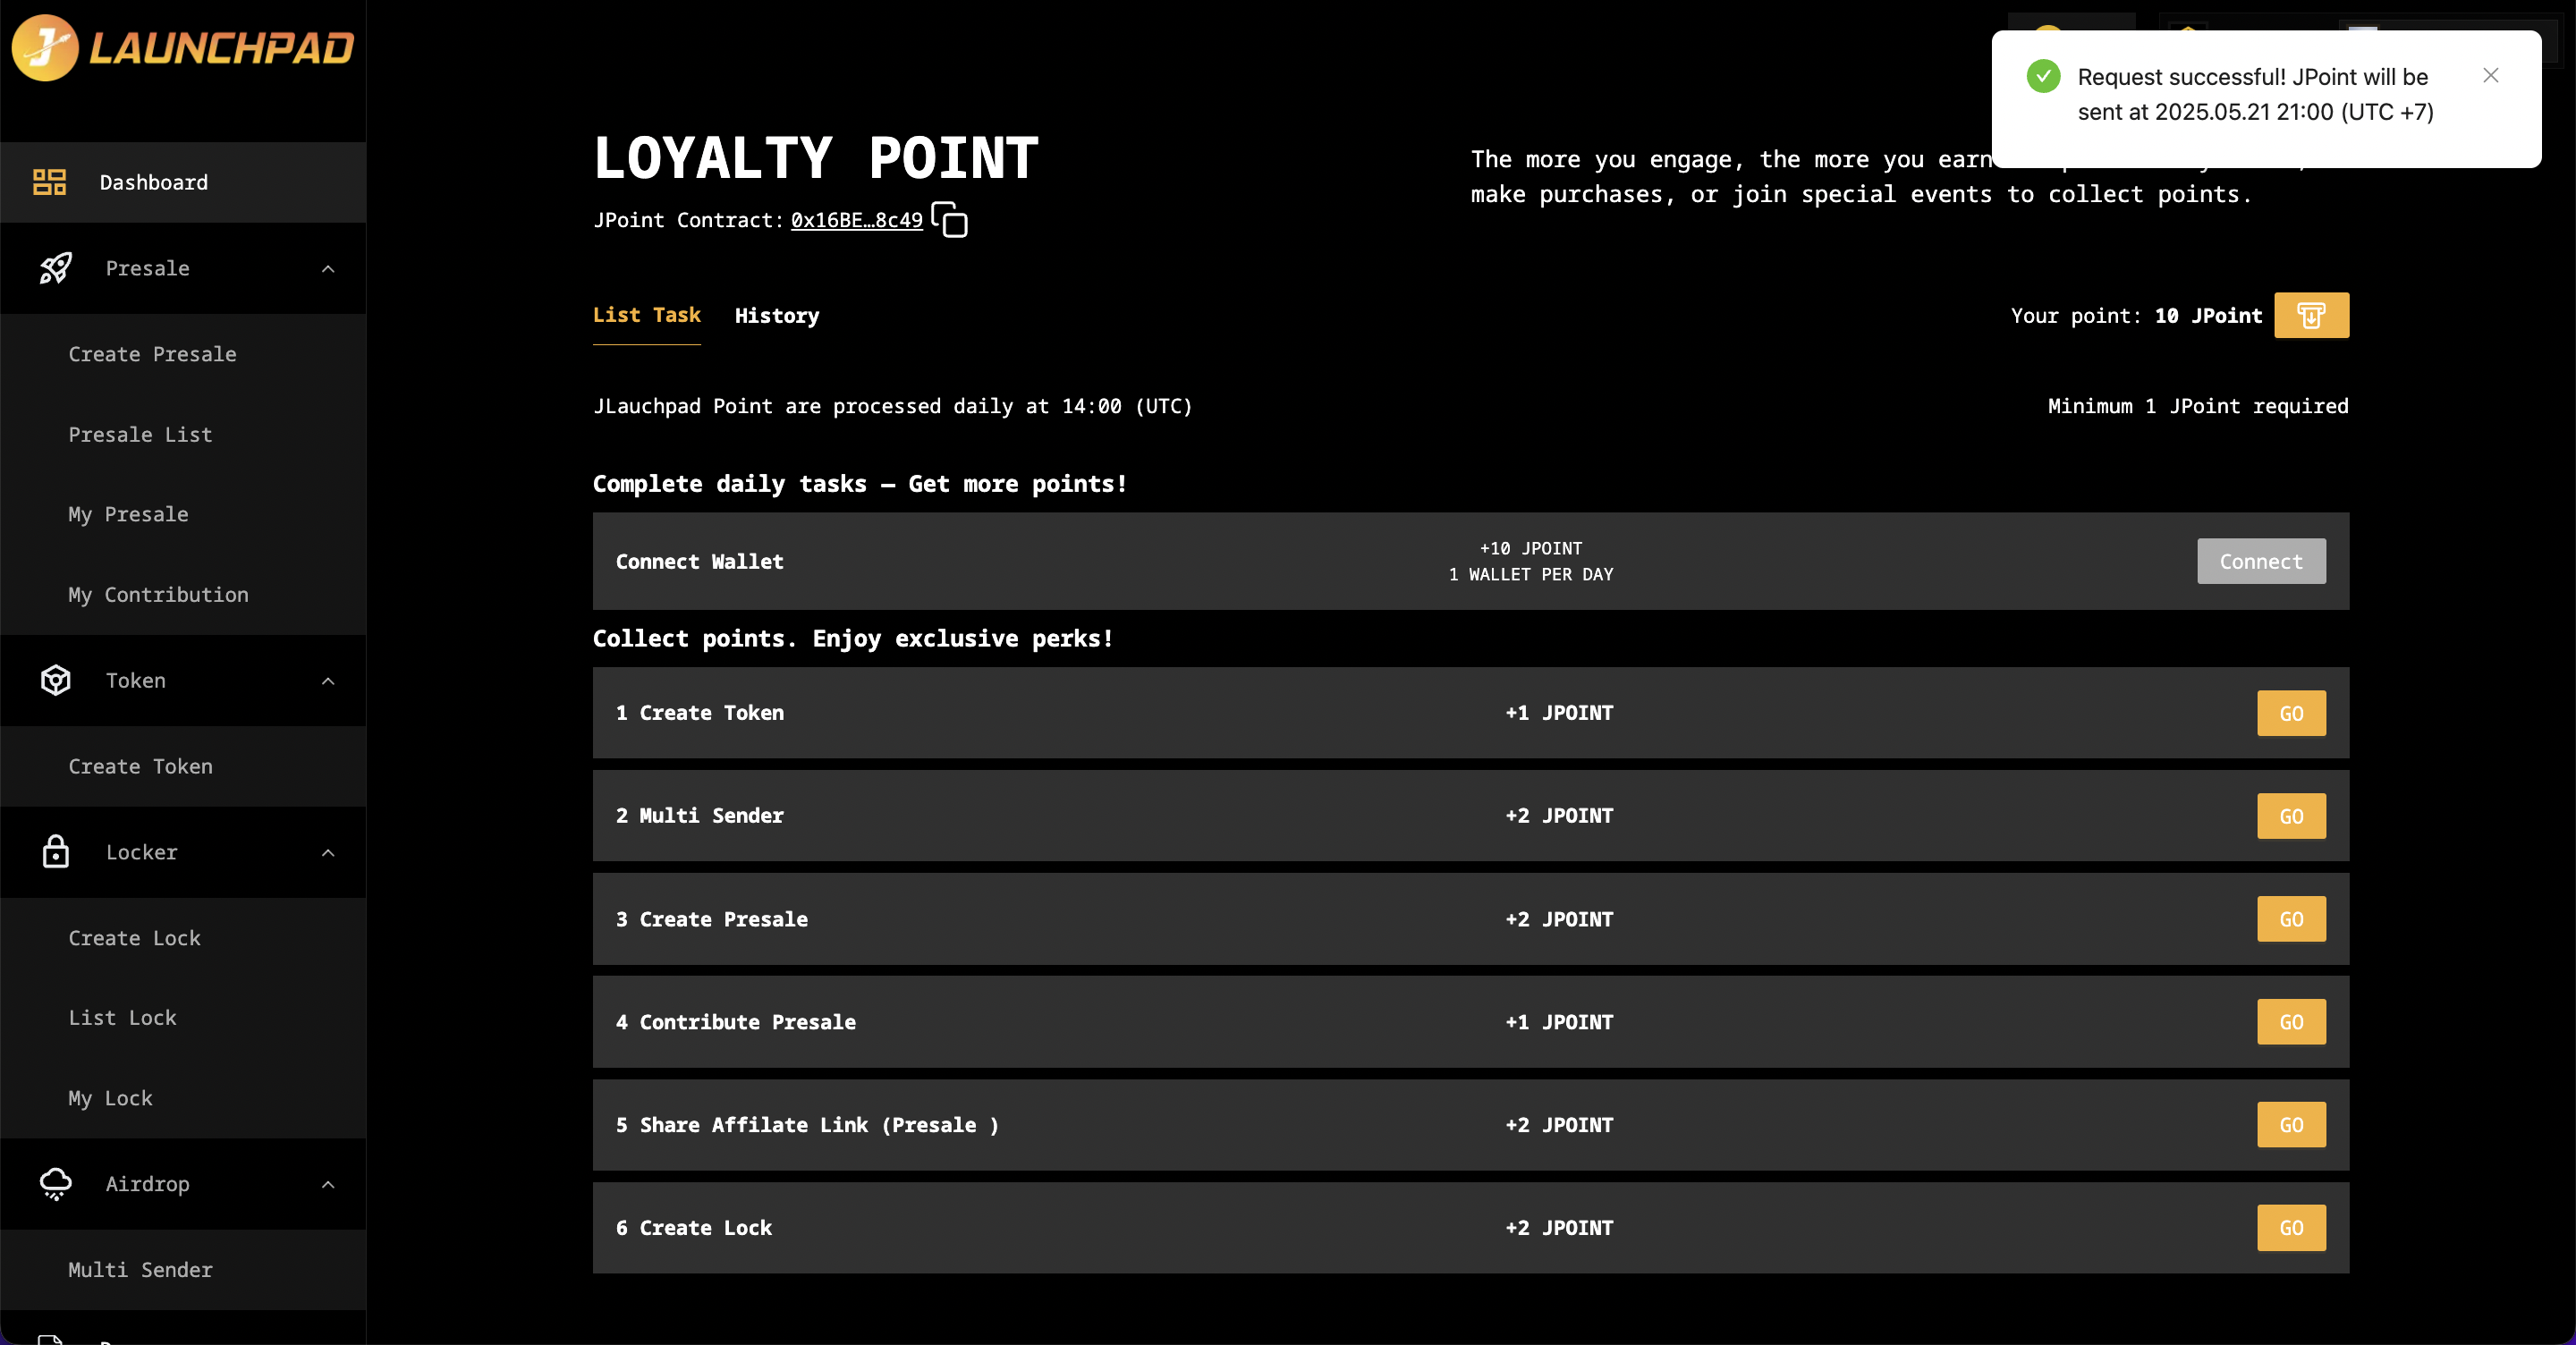 LAUNCHPAD
Dashboard
Presale
Create Presale
Presale List
My Presale
My Contribution
Token
Create Token
Locker
Create Lock
List Lock
My Lock
Airdrop
Multi Sender
Request successful! JPoint will be
sent at 2025.05.21 21:00 (UTC +7)
LOYALTY POINT
JPoint Contract: 0x16BE…8c49
The more you engage, the more you earn
make purchases, or join special events to collect points.
List Task
History
Your point: 10 JPoint
JLauchpad Point are processed daily at 14:00 (UTC)
Minimum 1 JPoint required
Complete daily tasks – Get more points!
Connect Wallet
+10 JPOINT
1 WALLET PER DAY
Connect
Collect points. Enjoy exclusive perks!
1 Create Token
+1 JPOINT
GO
2 Multi Sender
+2 JPOINT
GO
3 Create Presale
+2 JPOINT
GO
4 Contribute Presale
+1 JPOINT
GO
5 Share Affilate Link (Presale )
+2 JPOINT
GO
6 Create Lock
+2 JPOINT
GO